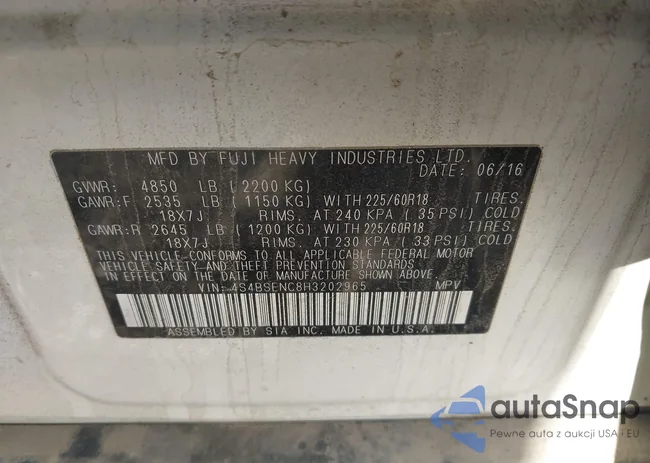 MFD BY FUJI HEAVY INDUSTRIES LTD.
DATE: 06/16
GVWR: 4850 LB (2200 KG)
GAWR:F 2535 LB (1150 KG) WITH 225/60R18 TIRES.
18X7J RIMS. AT 240 KPA (35 PSI) COLD
GAWR:R 2645 LB (1200 KG) WITH 225/60R18 TIRES.
18X7J RIMS. AT 230 KPA (33 PSI) COLD
THIS VEHICLE CONFORMS TO ALL APPLICABLE FEDERAL MOTOR
VEHICLE SAFETY AND THEFT PREVENTION STANDARDS
IN EFFECT ON THE DATE OF MANUFACTURE SHOWN ABOVE.
VIN: 4S4BSENC8H3202965 MPV
ASSEMBLED BY SIA INC. MADE IN U.S.A.
autaSnap
Pewne auta z aukcji USA i EU